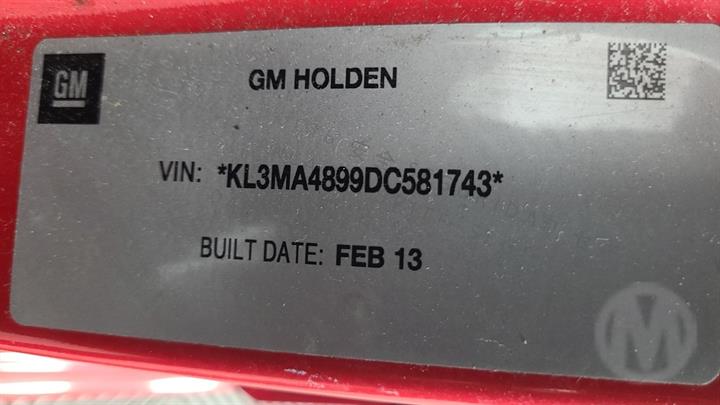 GM
GM HOLDEN
VIN: *KL3MA4899DC581743*
BUILT DATE: FEB 13
M